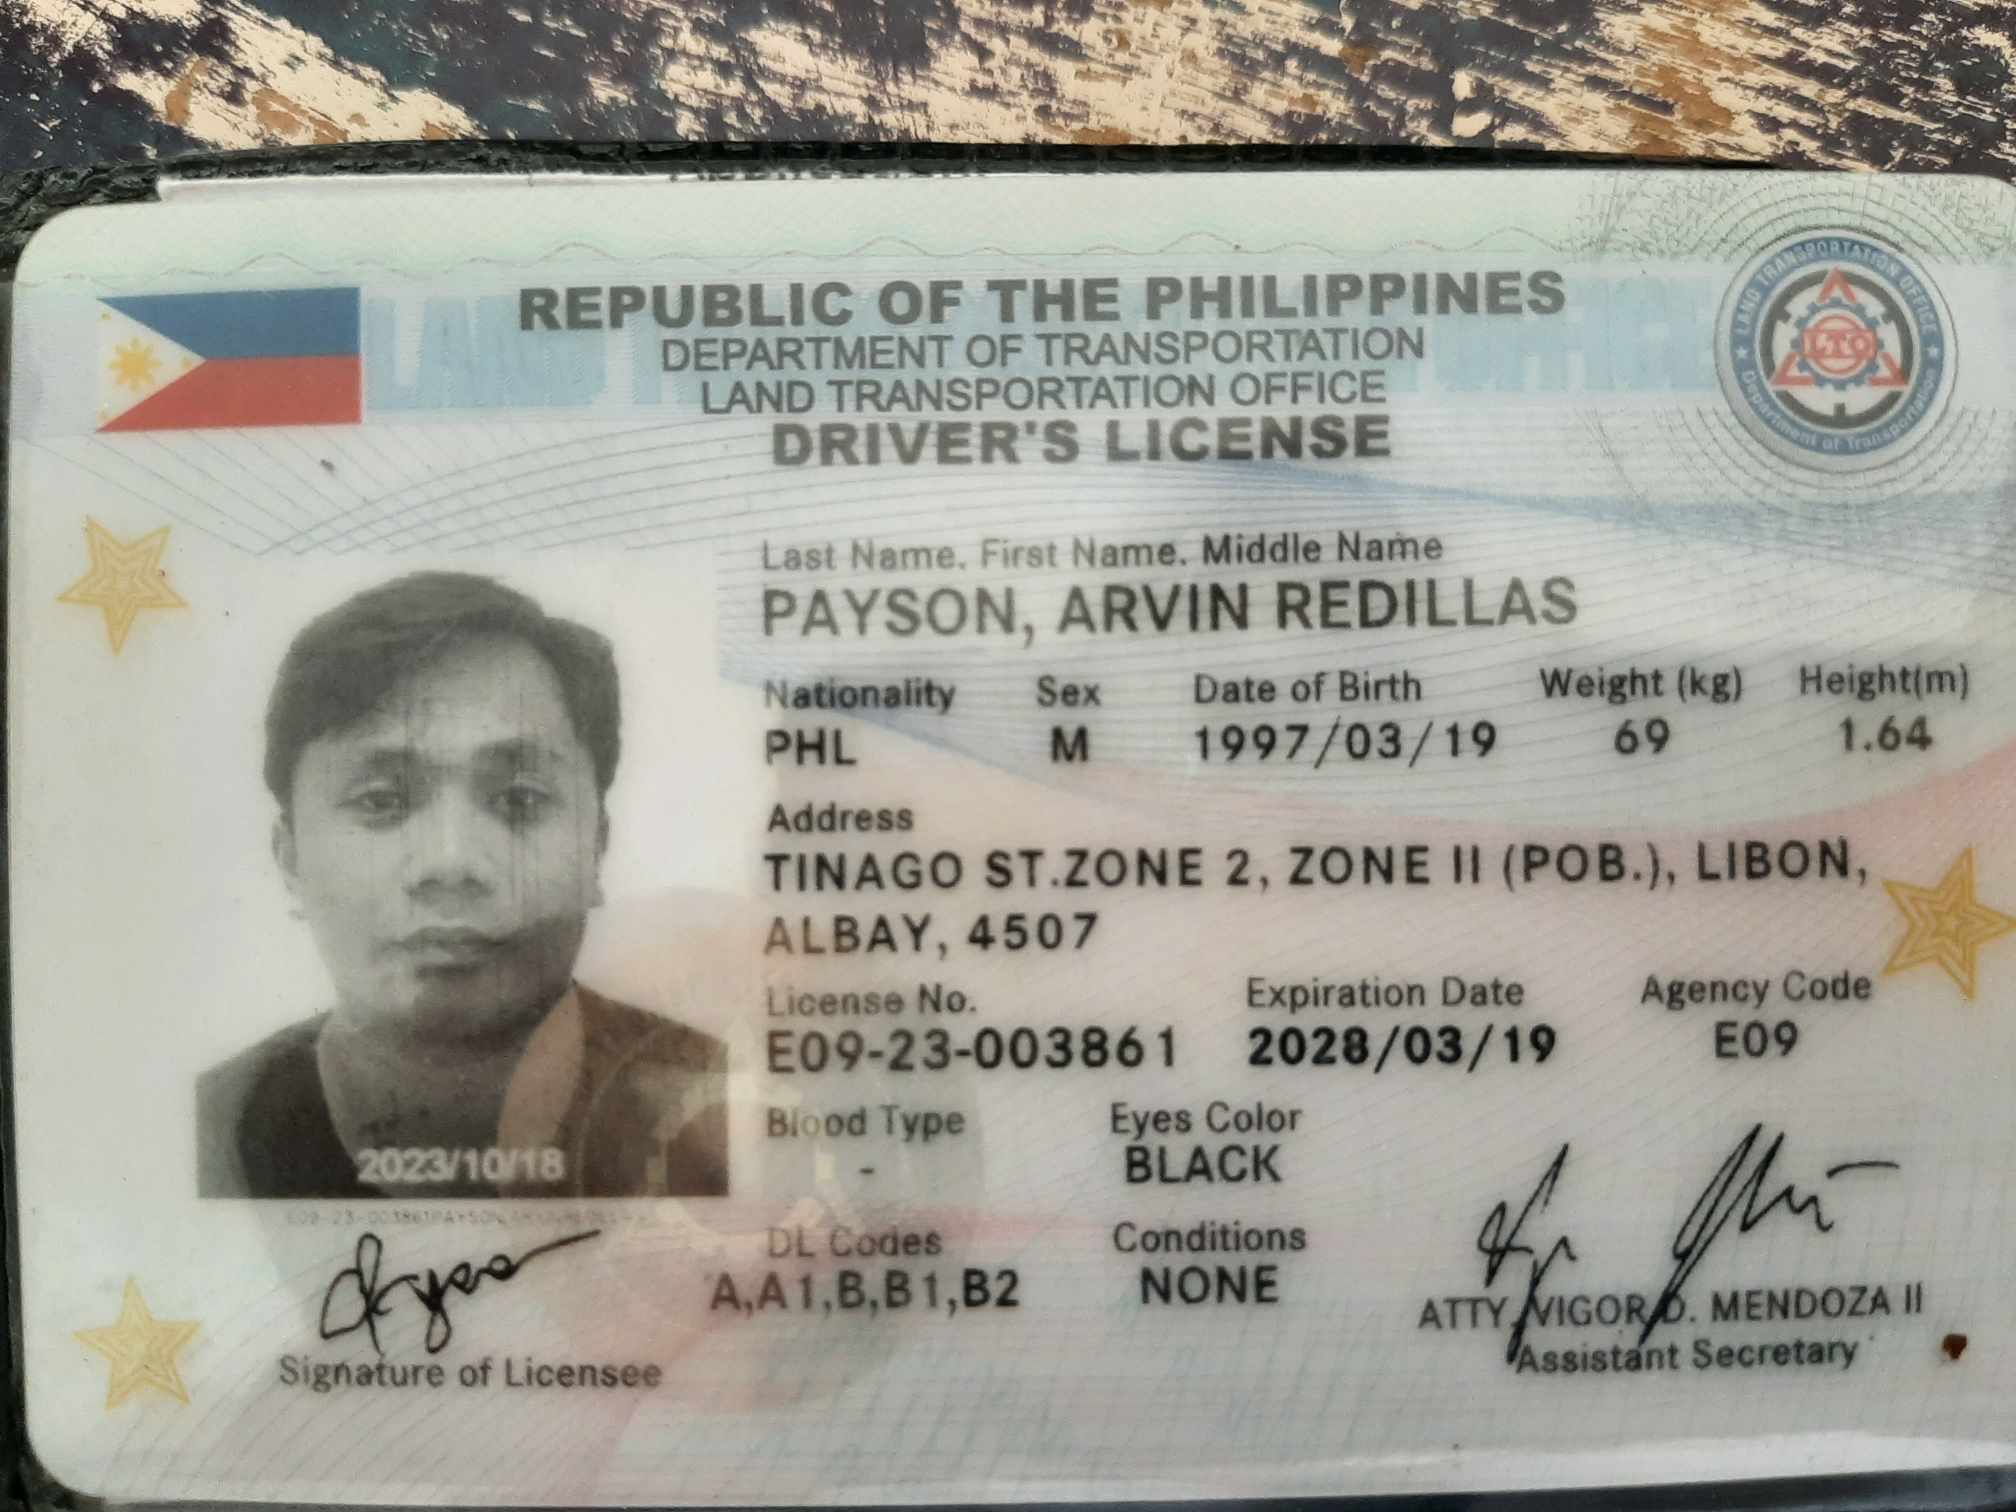 REPUBLIC OF THE PHILIPPINES
DEPARTMENT OF TRANSPORTATION
LAND TRANSPORTATION OFFICE
DRIVER'S LICENSE
LAND TRANSPORTATION OFFICE
LTO
Department of Transportation
Last Name, First Name, Middle Name
PAYSON, ARVIN REDILLAS
Nationality Sex Date of Birth Weight (kg) Height(m)
PHL M 1997/03/19 69 1.64
Address
TINAGO ST.ZONE 2, ZONE II (POB.), LIBON,
ALBAY, 4507
License No. Expiration Date Agency Code
E09-23-003861 2028/03/19 E09
Blood Type Eyes Color
- BLACK
2023/10/18
DL Codes Conditions
A,A1,B,B1,B2 NONE
ATTY. VIGOR D. MENDOZA II
Assistant Secretary
Signature of Licensee